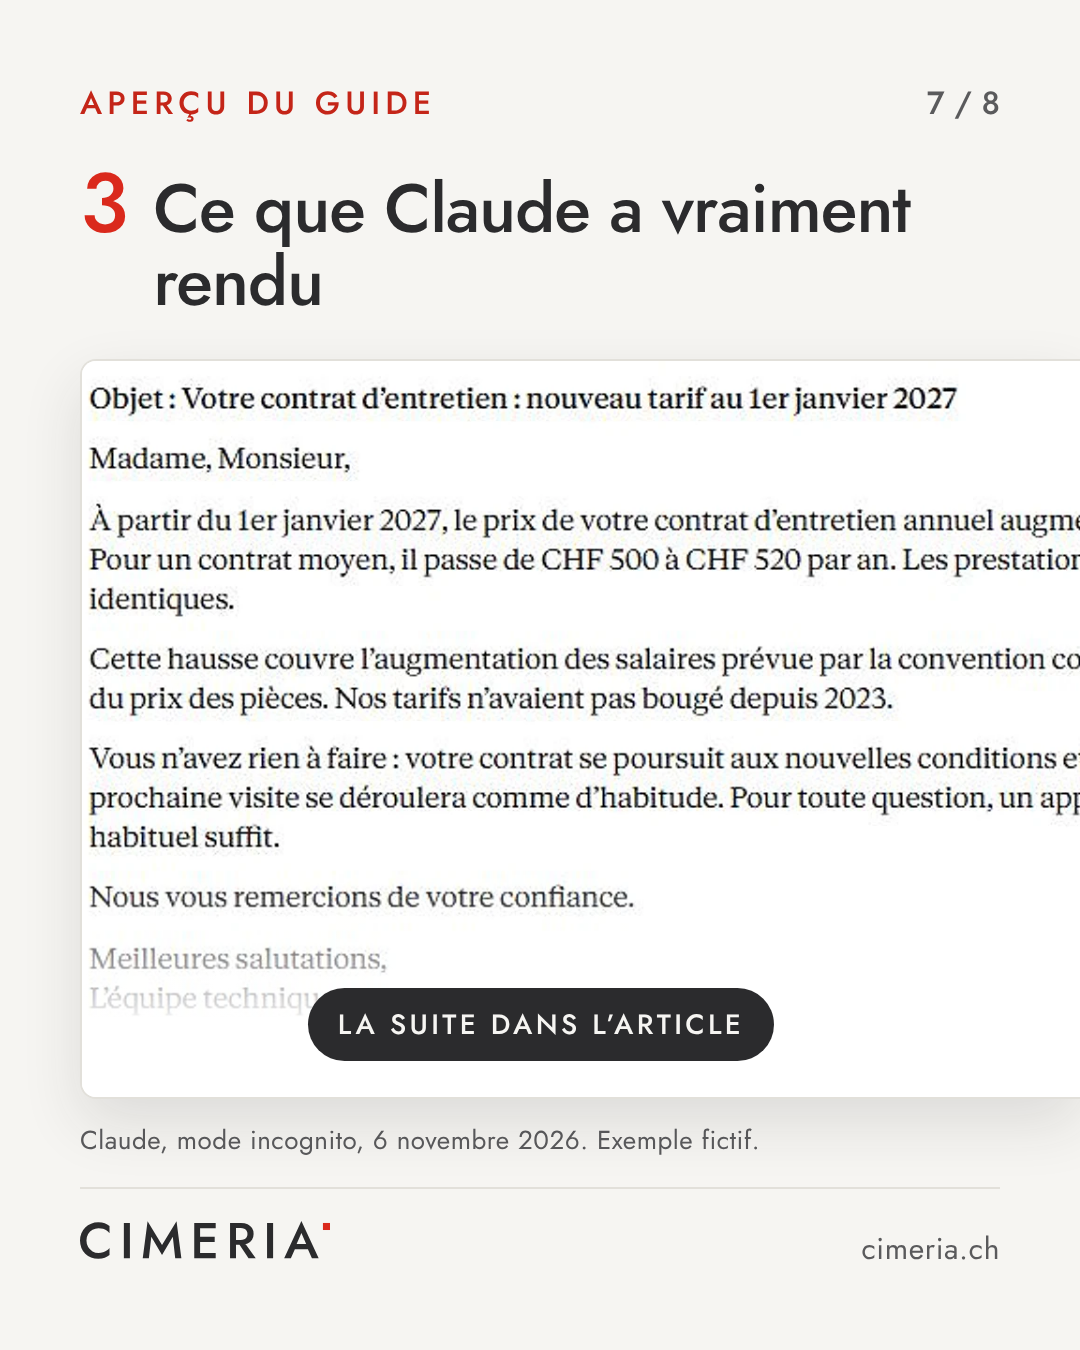 APERÇU DU GUIDE
7 / 8
3 Ce que Claude a vraiment
rendu
Objet : Votre contrat d’entretien : nouveau tarif au 1er janvier 2027
Madame, Monsieur,
À partir du 1er janvier 2027, le prix de votre contrat d’entretien annuel
Pour un contrat moyen, il passe de CHF 500 à CHF 520 par an. Les
identiques.
Cette hausse couvre l’augmentation des salaires prévue par la convention
du prix des pièces. Nos tarifs n’avaient pas bougé depuis 2023.
Vous n’avez rien à faire : votre contrat se poursuit aux nouvelles conditions
prochaine visite se déroulera comme d’habitude. Pour toute question, un
habituel suffit.
Nous vous remercions de votre confiance.
Meilleures salutations,
L’équipe
LA SUITE DANS L’ARTICLE
Claude, mode incognito, 6 novembre 2026. Exemple fictif.
CIMERIA
cimeria.ch